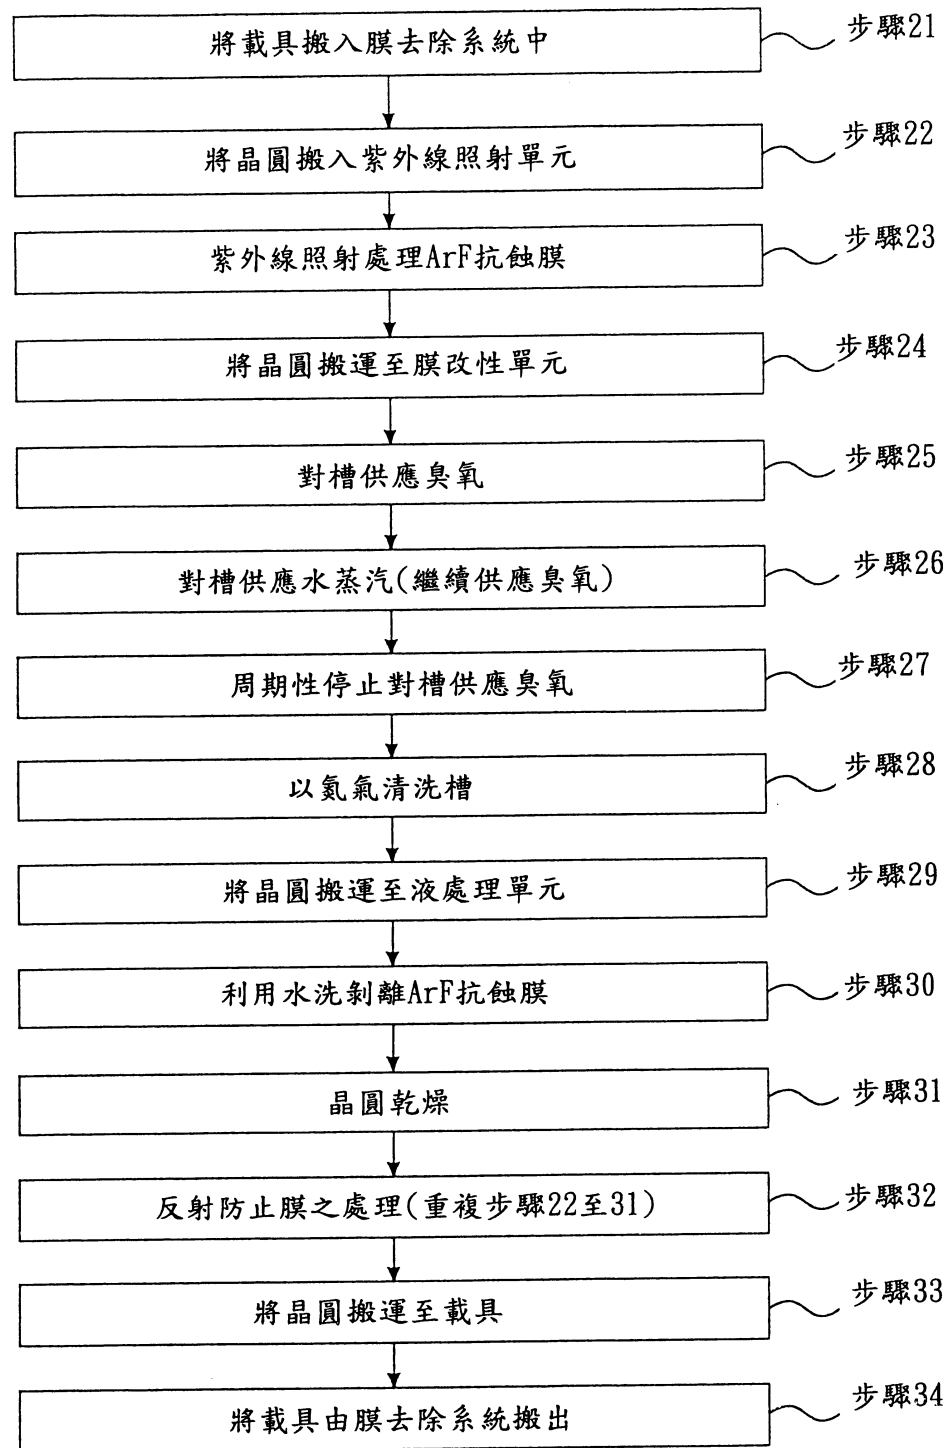 將載具搬入膜去除系統中 步驟21
將晶圓搬入紫外線照射單元 步驟22
紫外線照射處理ArF抗蝕膜 步驟23
將晶圓搬運至膜改性單元 步驟24
對槽供應臭氧 步驟25
對槽供應水蒸汽(繼續供應臭氧) 步驟26
周期性停止對槽供應臭氧 步驟27
以氮氣清洗槽 步驟28
將晶圓搬運至液處理單元 步驟29
利用水洗剝離ArF抗蝕膜 步驟30
晶圓乾燥 步驟31
反射防止膜之處理(重複步驟22至31) 步驟32
將晶圓搬運至載具 步驟33
將載具由膜去除系統搬出 步驟34